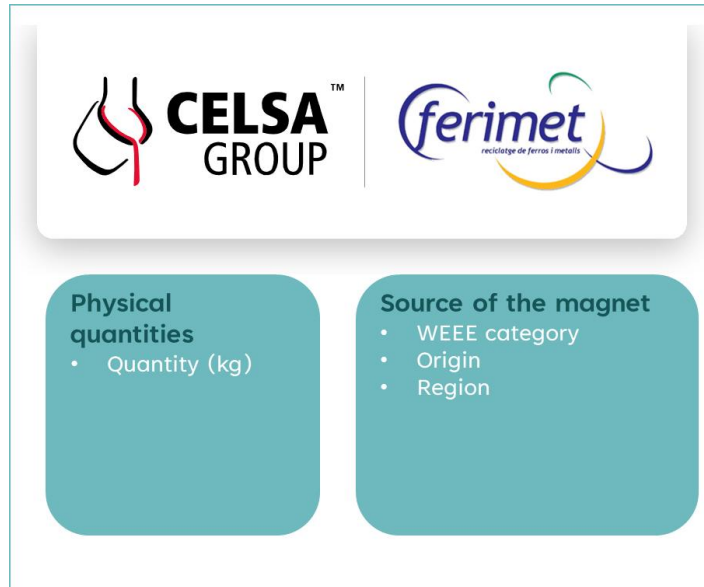 CELSA™
GROUP
ferimet
reciclatge de ferros i metalls
Physical
quantities
• Quantity (kg)
Source of the magnet
• WEEE category
• Origin
• Region